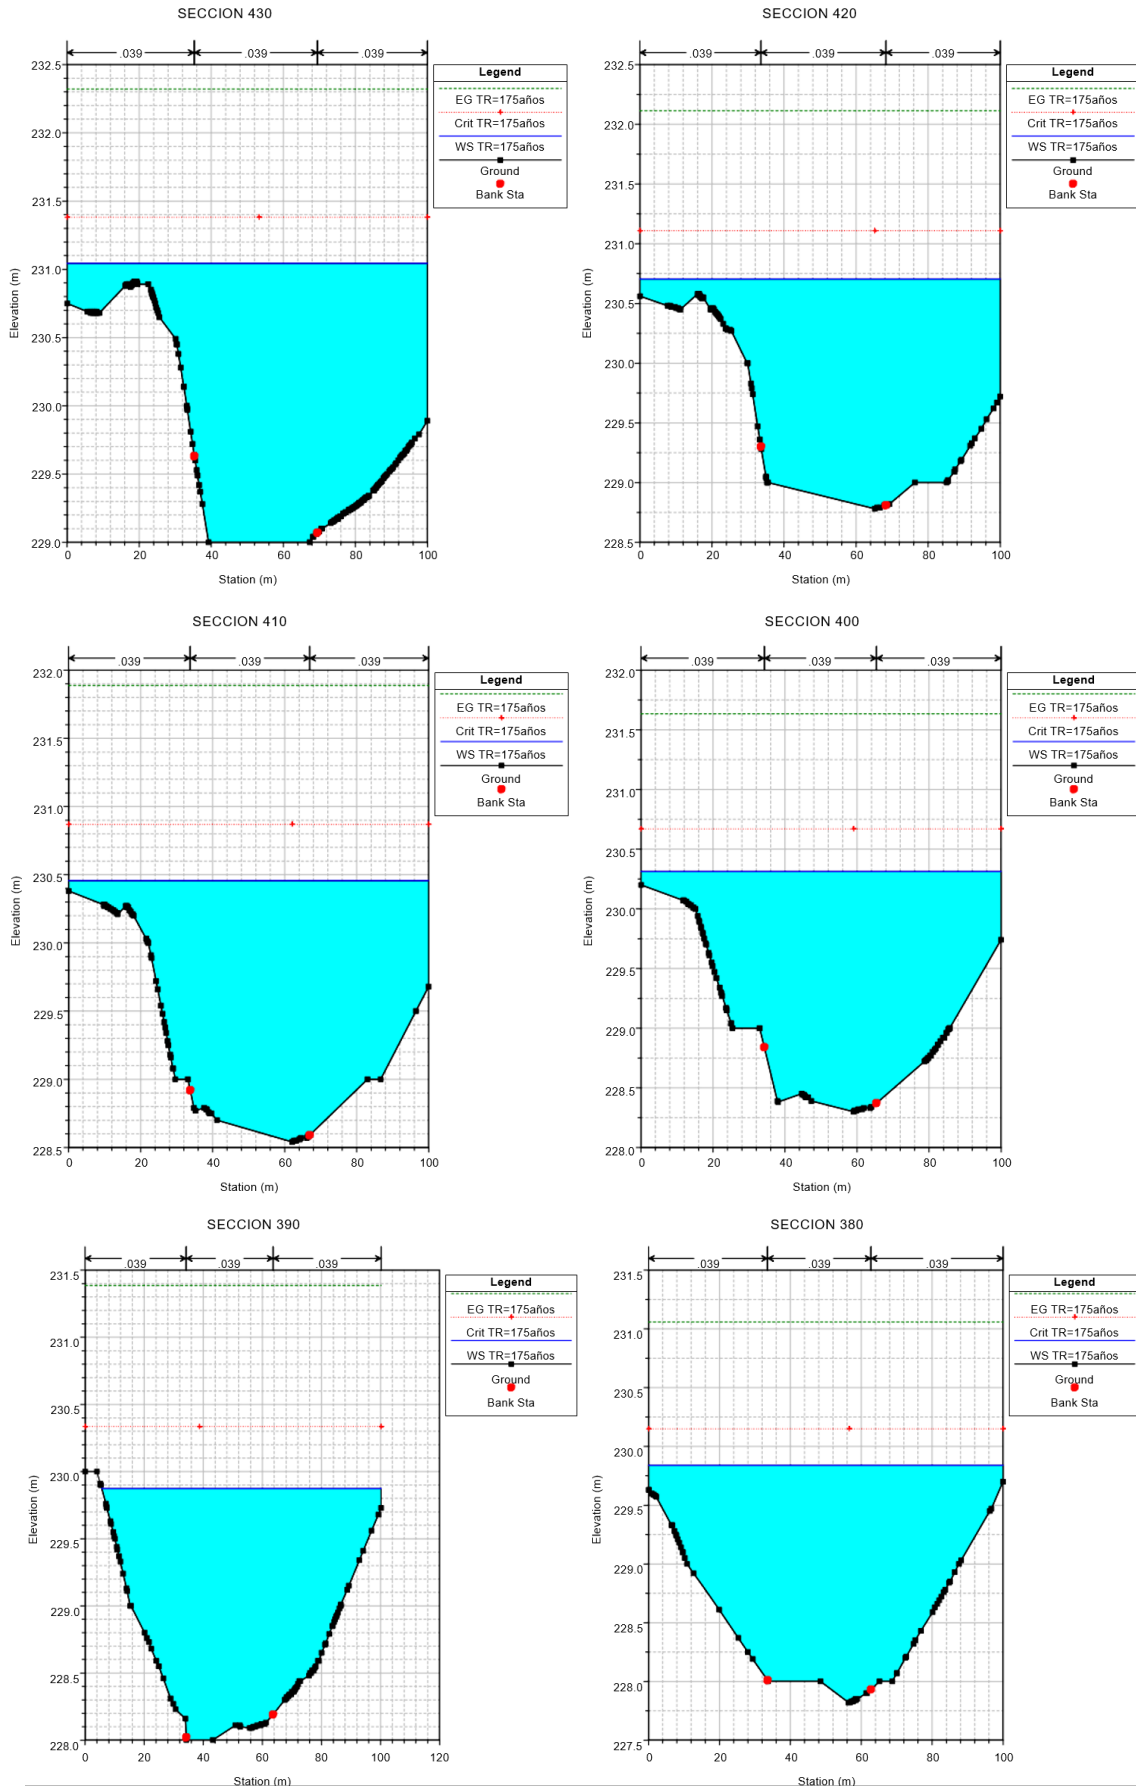 SECCION 430
.039 .039 .039
232.5
232.0
231.5
231.0
230.5
230.0
229.5
229.0
0 20 40 60 80 100
Station (m)
Elevation (m)
Legend
EG TR=175años
Crit TR=175años
WS TR=175años
Ground
Bank Sta
SECCION 420
.039 .039 .039
232.5
232.0
231.5
231.0
230.5
230.0
229.5
229.0
228.5
0 20 40 60 80 100
Station (m)
Elevation (m)
Legend
EG TR=175años
Crit TR=175años
WS TR=175años
Ground
Bank Sta
SECCION 410
.039 .039 .039
232.0
231.5
231.0
230.5
230.0
229.5
229.0
228.5
0 20 40 60 80 100
Station (m)
Elevation (m)
Legend
EG TR=175años
Crit TR=175años
WS TR=175años
Ground
Bank Sta
SECCION 400
.039 .039 .039
232.0
231.5
231.0
230.5
230.0
229.5
229.0
228.5
228.0
0 20 40 60 80 100
Station (m)
Elevation (m)
Legend
EG TR=175años
Crit TR=175años
WS TR=175años
Ground
Bank Sta
SECCION 390
.039 .039 .039
231.5
231.0
230.5
230.0
229.5
229.0
228.5
228.0
0 20 40 60 80 100 120
Station (m)
Elevation (m)
Legend
EG TR=175años
Crit TR=175años
WS TR=175años
Ground
Bank Sta
SECCION 380
.039 .039 .039
231.5
231.0
230.5
230.0
229.5
229.0
228.5
228.0
227.5
0 20 40 60 80 100
Station (m)
Elevation (m)
Legend
EG TR=175años
Crit TR=175años
WS TR=175años
Ground
Bank Sta